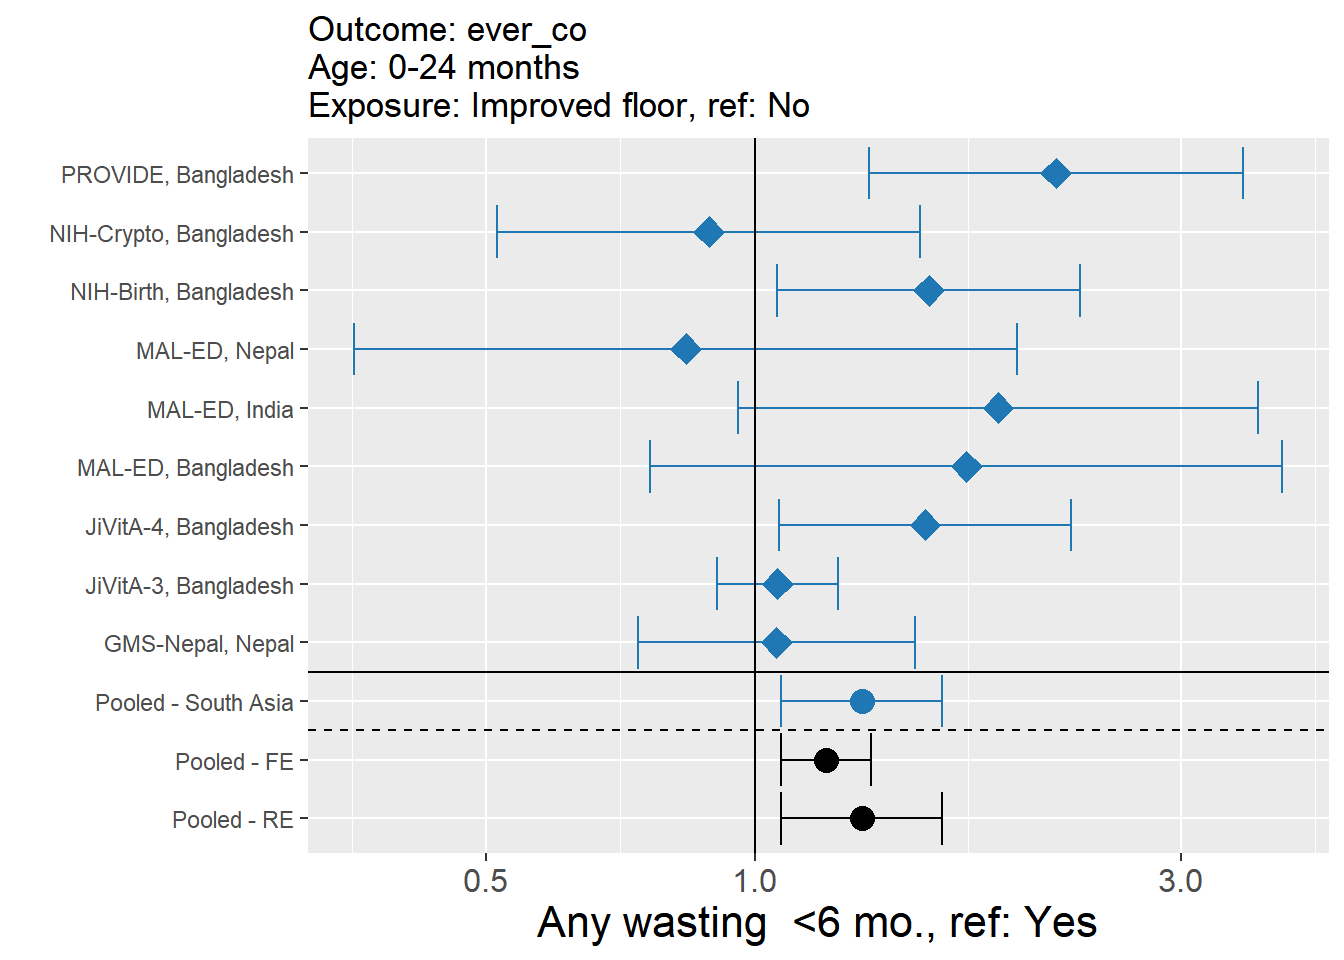 Outcome: ever_co
Age: 0-24 months
Exposure: Improved floor, ref: No
PROVIDE, Bangladesh
NIH-Crypto, Bangladesh
NIH-Birth, Bangladesh
MAL-ED, Nepal
MAL-ED, India
MAL-ED, Bangladesh
JiVitA-4, Bangladesh
JiVitA-3, Bangladesh
GMS-Nepal, Nepal
Pooled - South Asia
Pooled - FE
Pooled - RE
0.5 1.0 3.0
Any wasting  <6 mo., ref: Yes